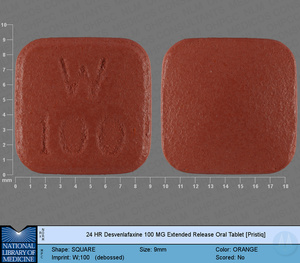 W
100
9
8
7
6
5
4
3
2
1
0
mm
0 1 2 3 4 5 6 7 8 9 10 11 12 13 14 15 16 17 18
NATIONAL
LIBRARY OF
MEDICINE
24 HR Desvenlafaxine 100 MG Extended Release Oral Tablet [Pristiq]
Shape: SQUARE Size: 9mm Color: ORANGE
Imprint: W;100 (debossed) Scored: No